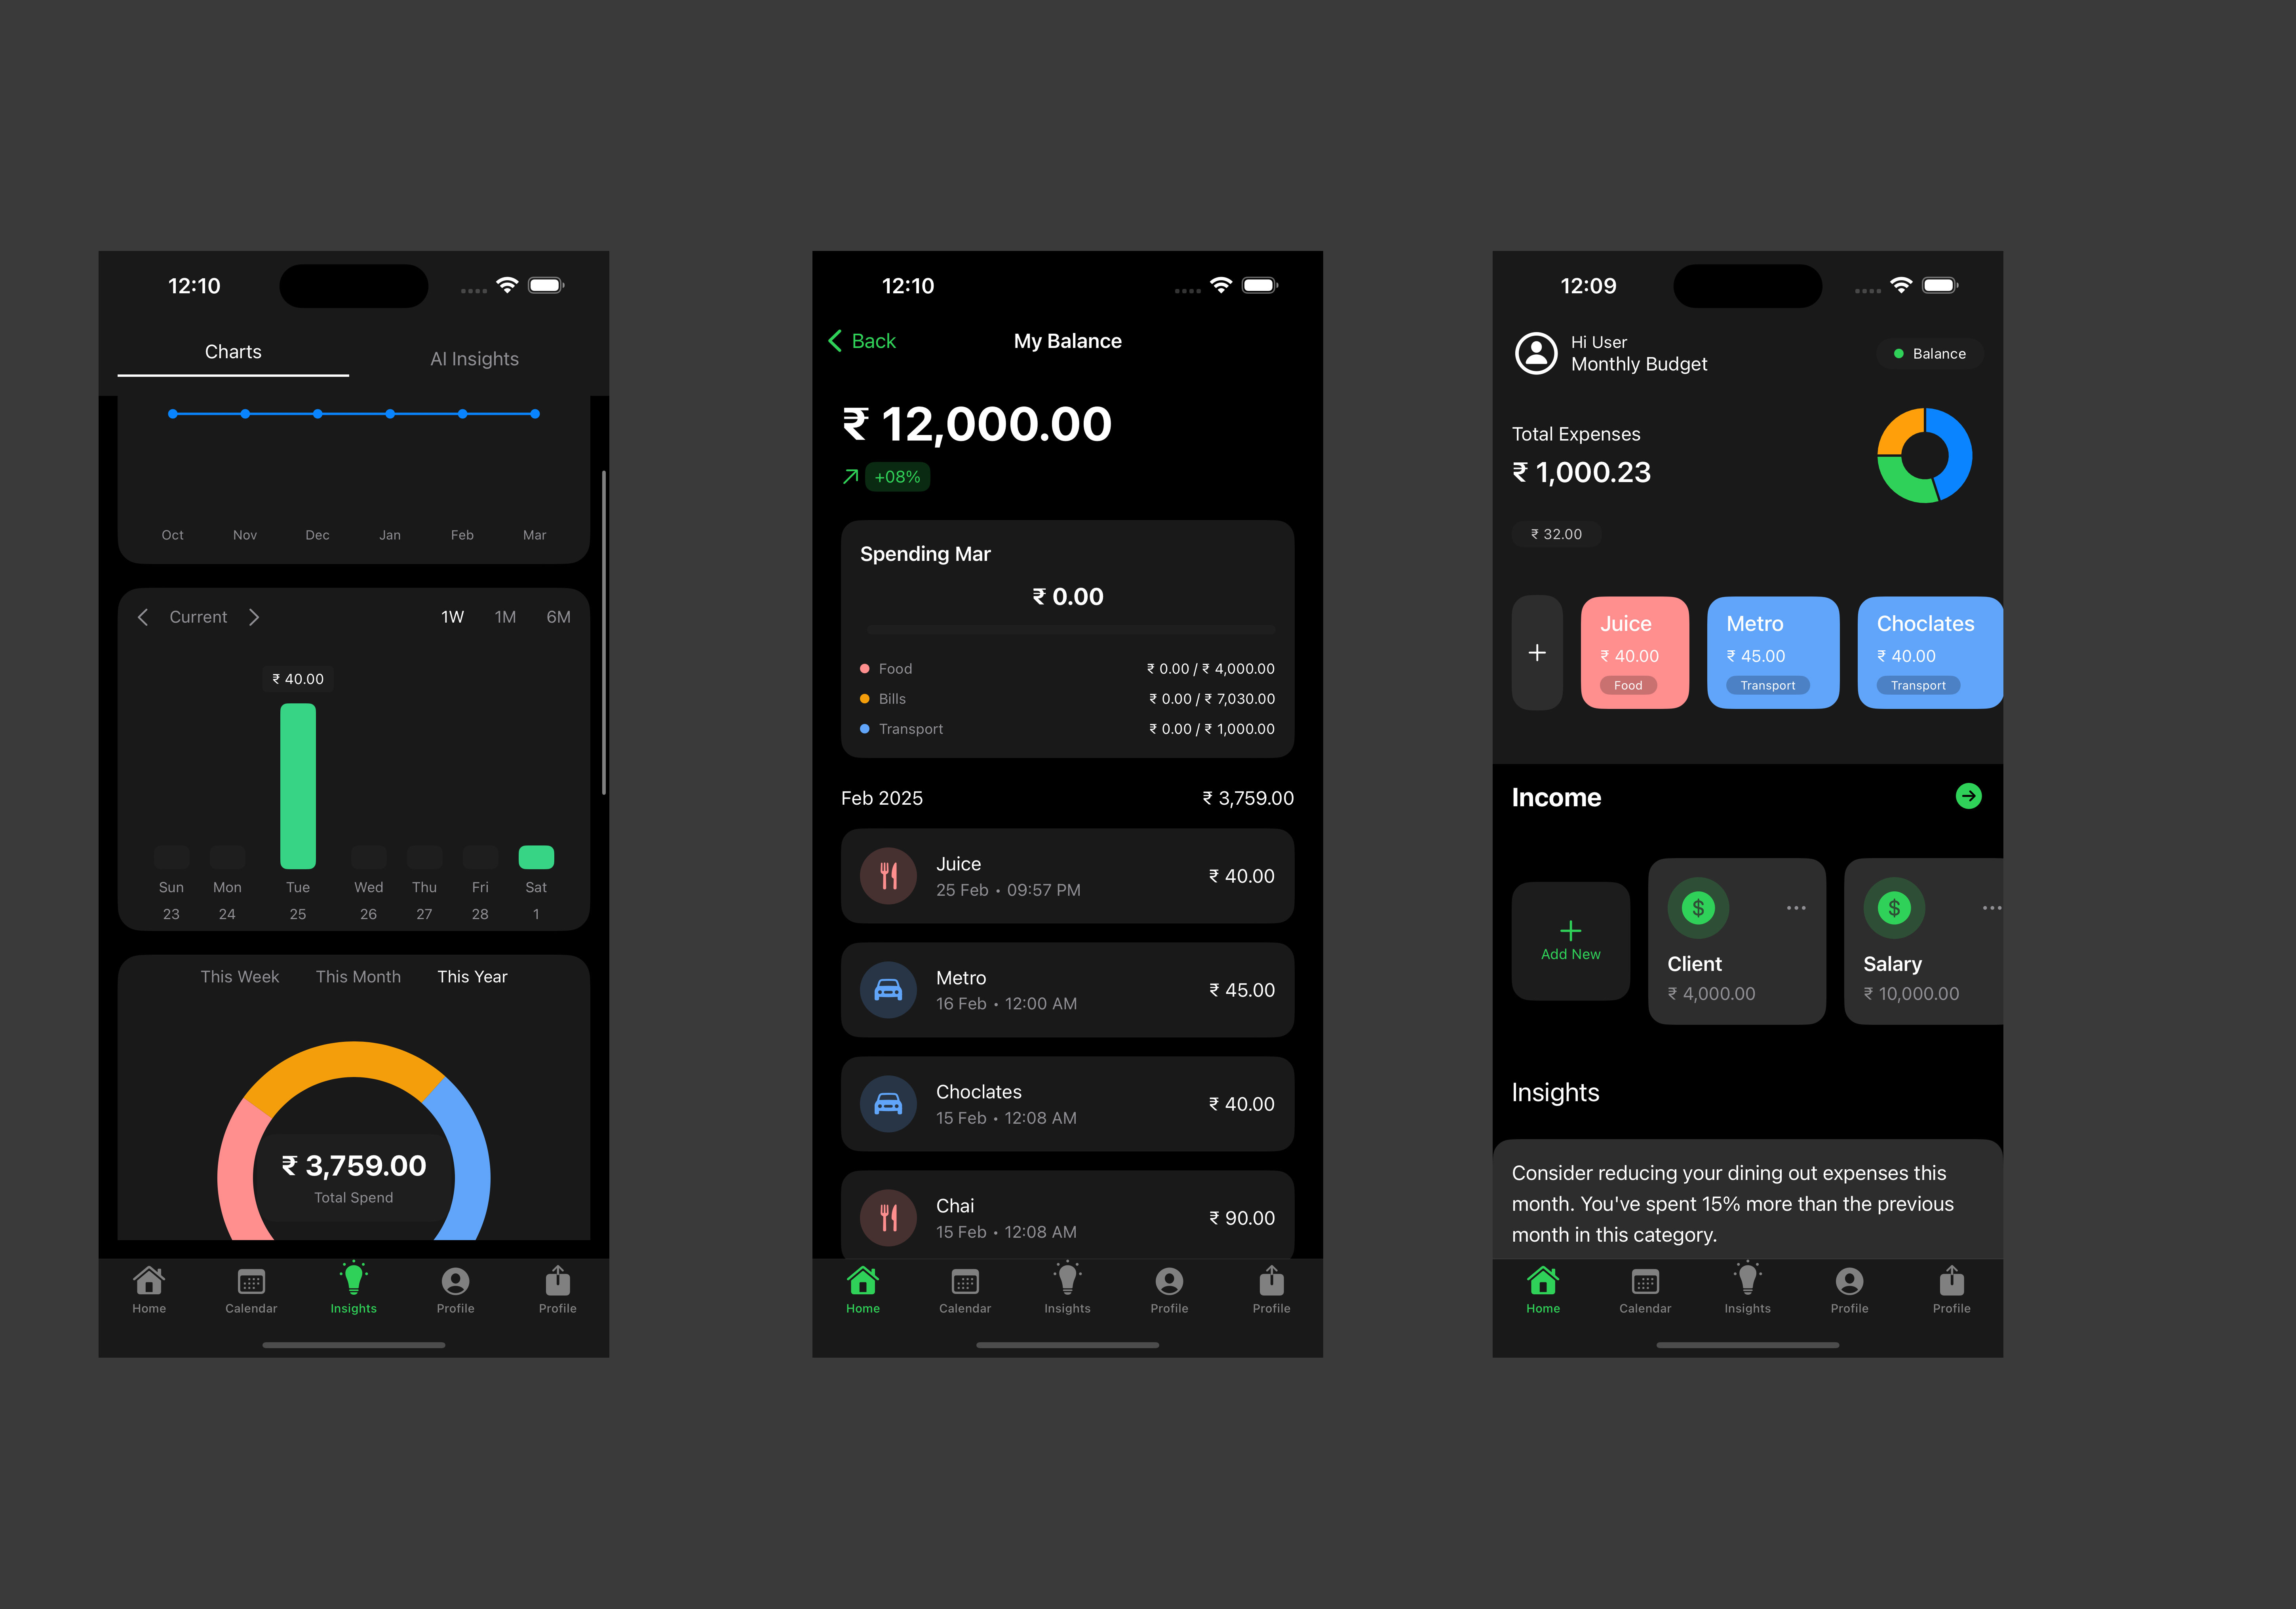 12:10
Charts
AI Insights
Oct Nov Dec Jan Feb Mar
Current
1W 1M 6M
₹ 40.00
Sun Mon Tue Wed Thu Fri Sat
23 24 25 26 27 28 1
This Week This Month This Year
₹ 3,759.00
Total Spend
Home Calendar Insights Profile Profile
12:10
Back
My Balance
₹ 12,000.00
+08%
Spending Mar
₹ 0.00
Food ₹ 0.00 / ₹ 4,000.00
Bills ₹ 0.00 / ₹ 7,030.00
Transport ₹ 0.00 / ₹ 1,000.00
Feb 2025 ₹ 3,759.00
Juice
25 Feb • 09:57 PM
₹ 40.00
Metro
16 Feb • 12:00 AM
₹ 45.00
Choclates
15 Feb • 12:08 AM
₹ 40.00
Chai
15 Feb • 12:08 AM
₹ 90.00
Home Calendar Insights Profile Profile
12:09
Hi User
Monthly Budget
Balance
Total Expenses
₹ 1,000.23
₹ 32.00
Juice
₹ 40.00
Food
Metro
₹ 45.00
Transport
Choclates
₹ 40.00
Transport
Income
Add New
$
Client
₹ 4,000.00
$
Salary
₹ 10,000.00
Insights
Consider reducing your dining out expenses this
month. You've spent 15% more than the previous
month in this category.
Home Calendar Insights Profile Profile